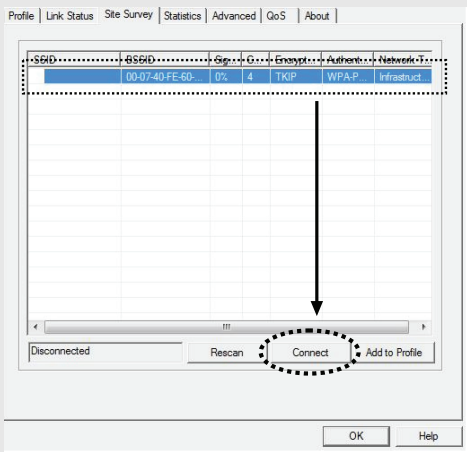 Profile Link Status Site Survey Statistics Advanced QoS About
SSID BSSID Sig... C... Encrypt... Authent... Network T...
00-07-40-FE-60-... 0% 4 TKIP WPA-P... Infrastruct...
Disconnected Rescan Connect Add to Profile
OK Help